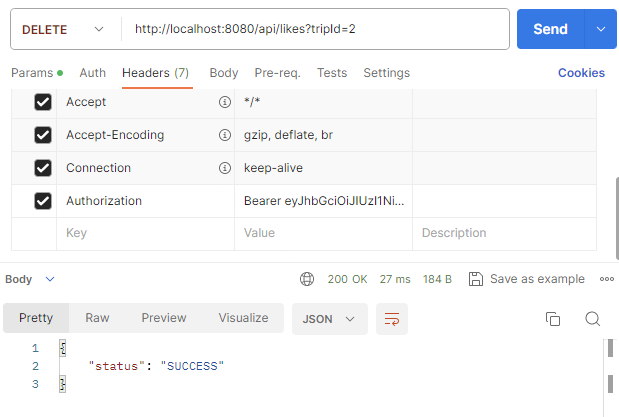 DELETE http://localhost:8080/api/likes?tripId=2 Send
Params Auth Headers (7) Body Pre-req. Tests Settings Cookies
Accept */*
Accept-Encoding gzip, deflate, br
Connection keep-alive
Authorization Bearer eyJhbGciOiJIUzI1Ni...
Key Value Description
Body 200 OK 27 ms 184 B Save as example
Pretty Raw Preview Visualize JSON
1 {
2 "status": "SUCCESS"
3 }